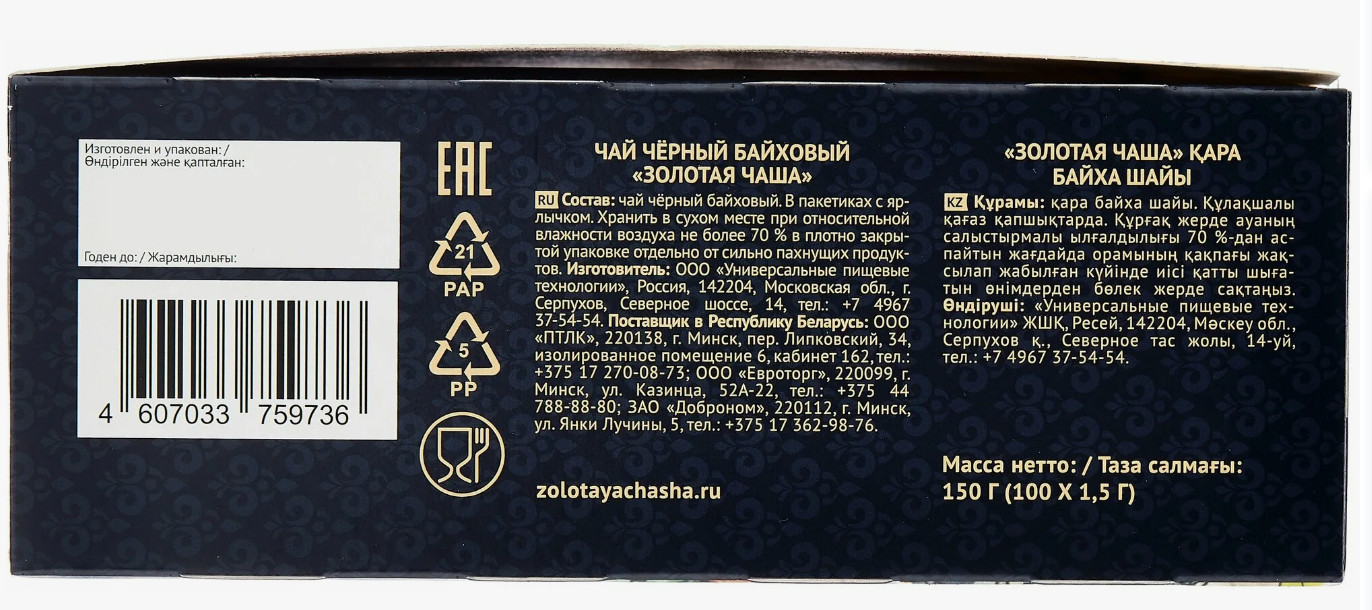 Изготовлен и упакован: /
Өндірілген және қапталған:
Годен до: / Жарамдылығы:
4 607033 759736
EAC
21
PAP
5
PP
ЧАЙ ЧЁРНЫЙ БАЙХОВЫЙ
«ЗОЛОТАЯ ЧАША»
RU Состав: чай чёрный байховый. В пакетиках с яр-
лычком. Хранить в сухом месте при относительной
влажности воздуха не более 70 % в плотно закры-
той упаковке отдельно от сильно пахнущих продук-
тов. Изготовитель: ООО «Универсальные пищевые
технологии», Россия, 142204, Московская обл., г.
Серпухов, Северное шоссе, 14, тел.: +7 4967
37-54-54. Поставщик в Республику Беларусь: ООО
«ПТЛК», 220138, г. Минск, пер. Липковский, 34,
изолированное помещение 6, кабинет 162, тел.:
+375 17 270-08-73; ООО «Евроторг», 220099, г.
Минск, ул. Казинца, 52А-22, тел.: +375 44
788-88-80; ЗАО «Доброном», 220112, г. Минск,
ул. Янки Лучины, 5, тел.: +375 17 362-98-76.
zolotayachasha.ru
«ЗОЛОТАЯ ЧАША» ҚАРА
БАЙХА ШАЙЫ
KZ Құрамы: қара байха шайы. Құлақшалы
қағаз қапшықтарда. Құрғақ жерде ауаның
салыстырмалы ылғалдылығы 70 %-дан ас-
пайтын жағдайда орамының қақпағы жақ-
сылап жабылған күйінде иісі қатты шыға-
тын өнімдерден бөлек жерде сақтаңыз.
Өндіруші: «Универсальные пищевые тех-
нологии» ЖШҚ, Ресей, 142204, Мәскеу обл.,
Серпухов қ., Северное тас жолы, 14-уй,
тел.: +7 4967 37-54-54.
Масса нетто: / Таза салмағы:
150 Г (100 X 1,5 Г)